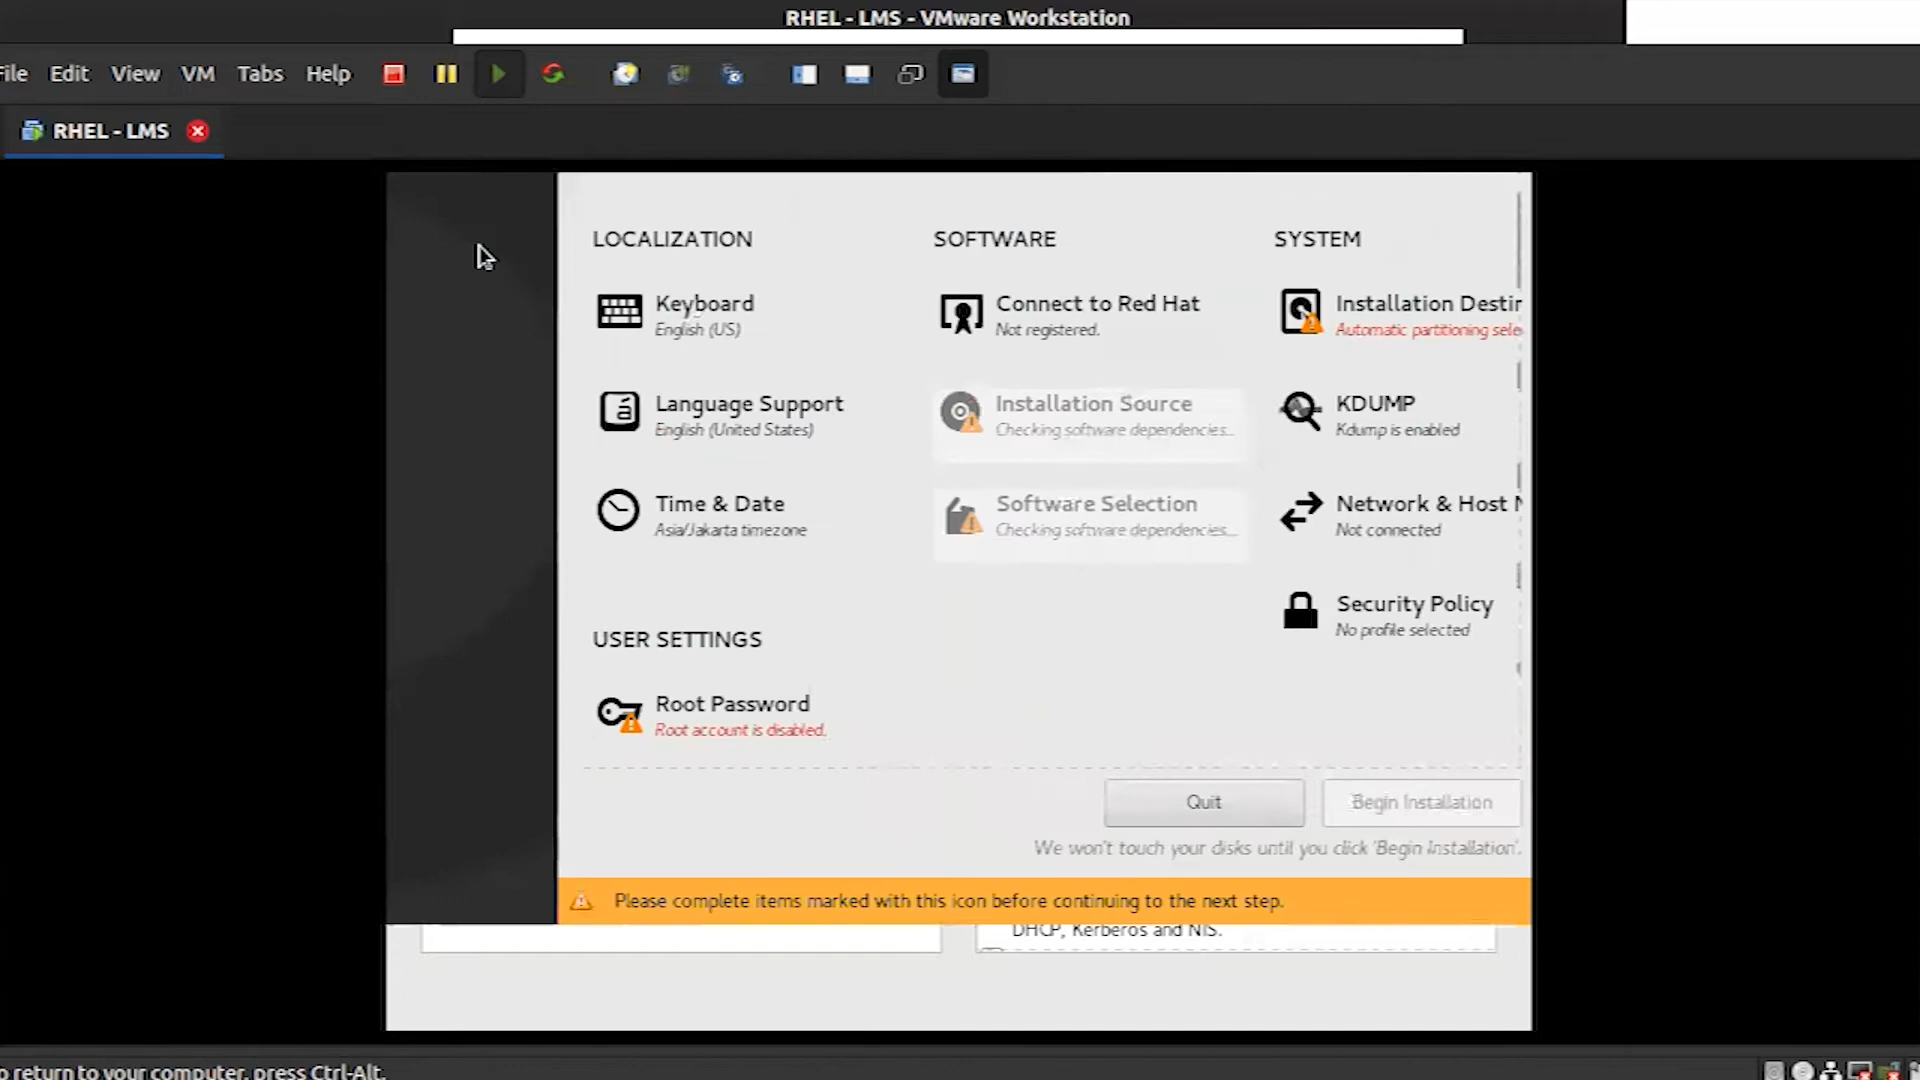 RHEL - LMS - VMware Workstation
File Edit View VM Tabs Help
RHEL - LMS
LOCALIZATION
Keyboard
English (US)
Language Support
English (United States)
Time & Date
Asia/Jakarta timezone
USER SETTINGS
Root Password
Root account is disabled.
SOFTWARE
Connect to Red Hat
Not registered.
Installation Source
Checking software dependencies...
Software Selection
Checking software dependencies...
SYSTEM
Installation Destin
Automatic partitioning sele
KDUMP
Kdump is enabled
Network & Host N
Not connected
Security Policy
No profile selected
Quit
Begin Installation
We won't touch your disks until you click 'Begin Installation'.
Please complete items marked with this icon before continuing to the next step.
DHCP, Kerberos and NIS.
o return to your computer, press Ctrl-Alt.